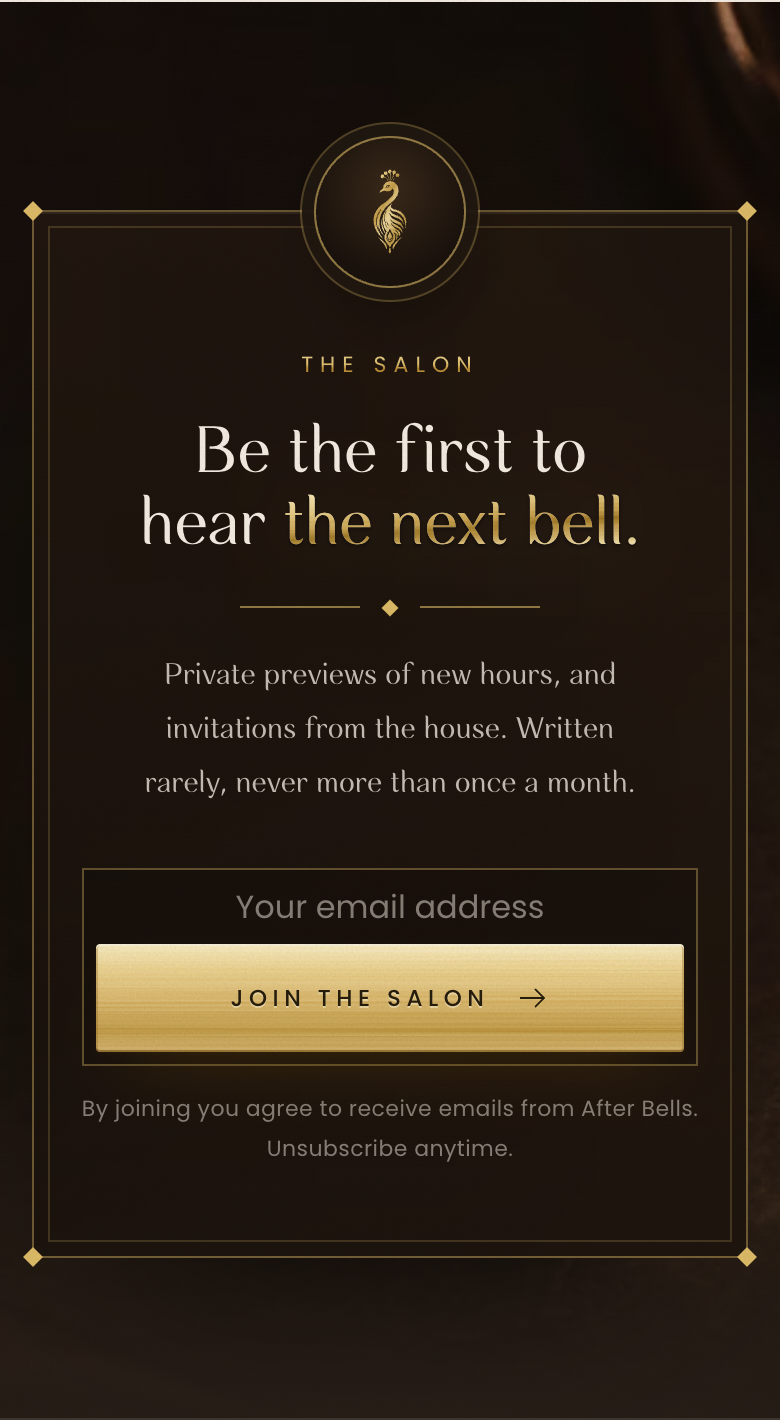 THE SALON
Be the first to
hear the next bell.
Private previews of new hours, and
invitations from the house. Written
rarely, never more than once a month.
Your email address
JOIN THE SALON →
By joining you agree to receive emails from After Bells.
Unsubscribe anytime.